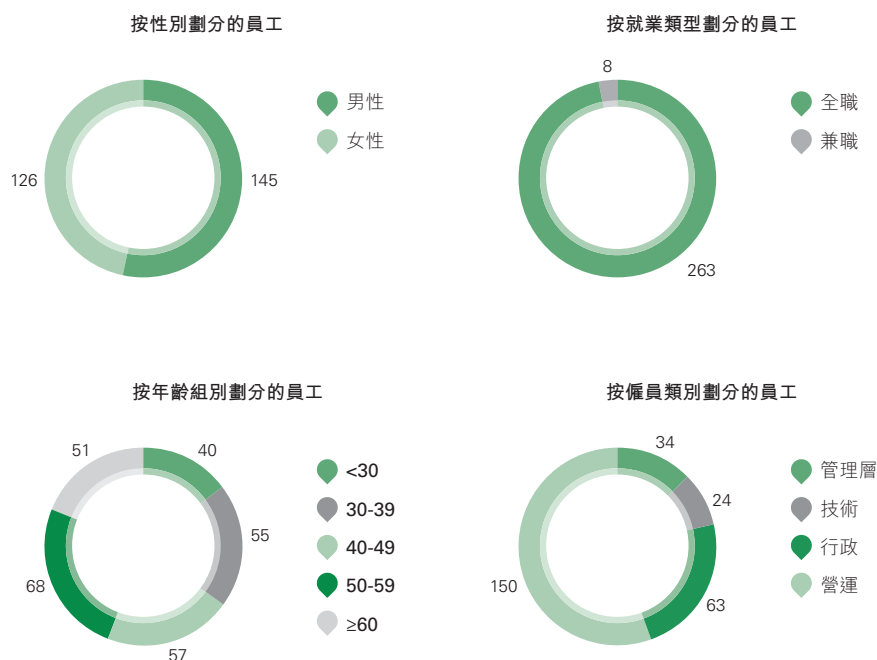 按性別劃分的員工
男性
女性
126
145
按就業類型劃分的員工
8
全職
兼職
263
按年齡組別劃分的員工
51
40
55
68
57
<30
30-39
40-49
50-59
≥60
按僱員類別劃分的員工
34
24
150
63
管理層
技術
行政
營運